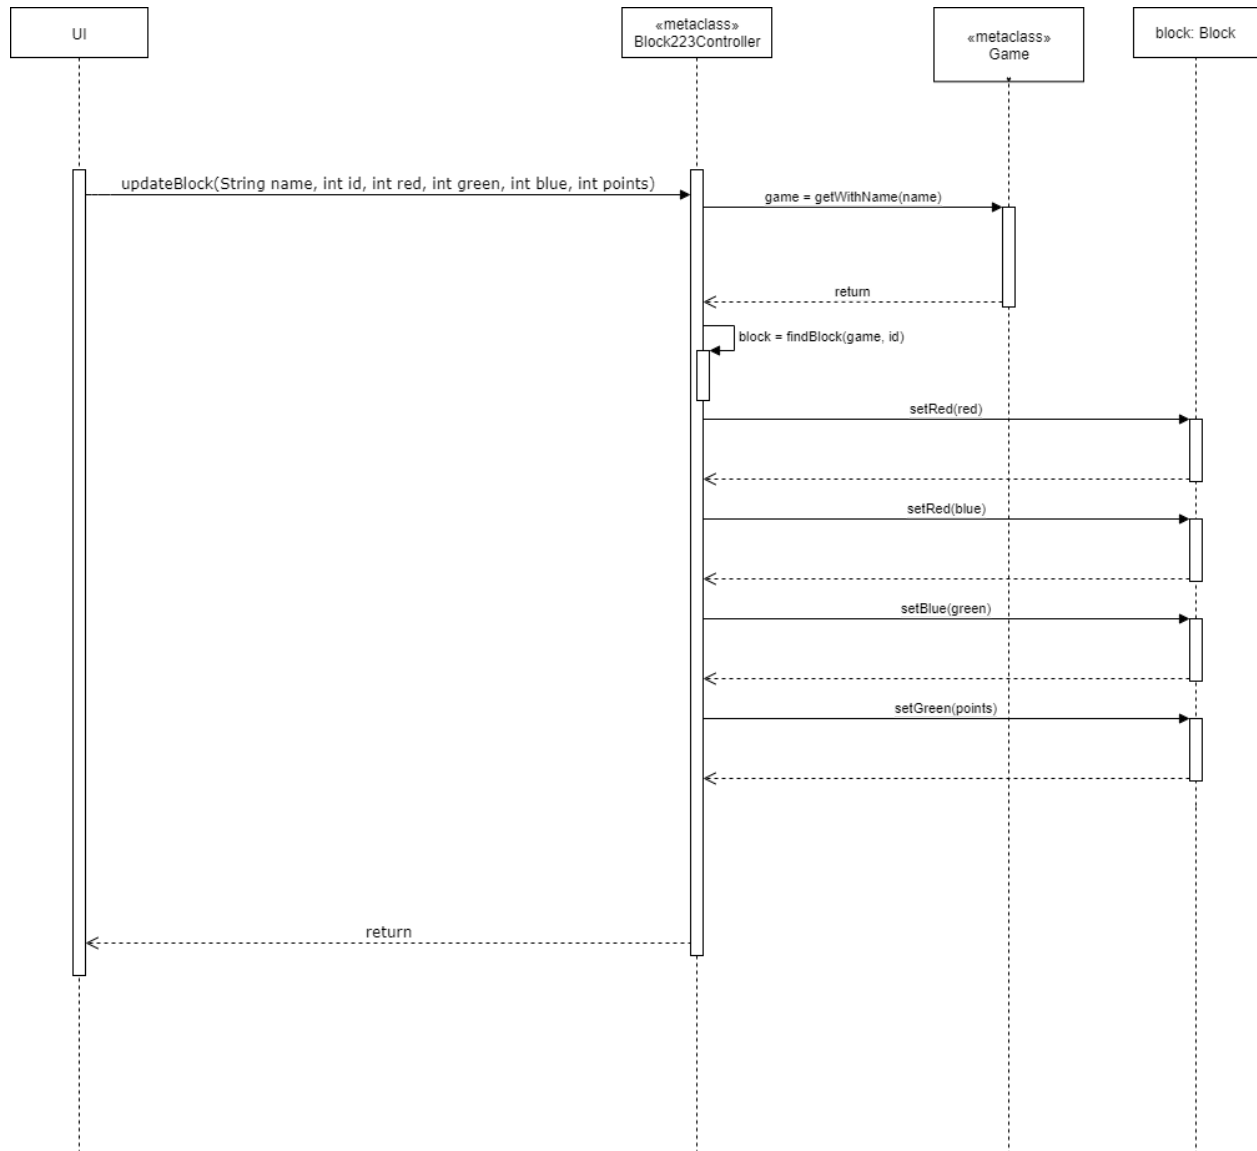 UI
«metaclass»
Block223Controller
«metaclass»
Game
block: Block
updateBlock(String name, int id, int red, int green, int blue, int points)
game = getWithName(name)
return
block = findBlock(game, id)
setRed(red)
setRed(blue)
setBlue(green)
setGreen(points)
return